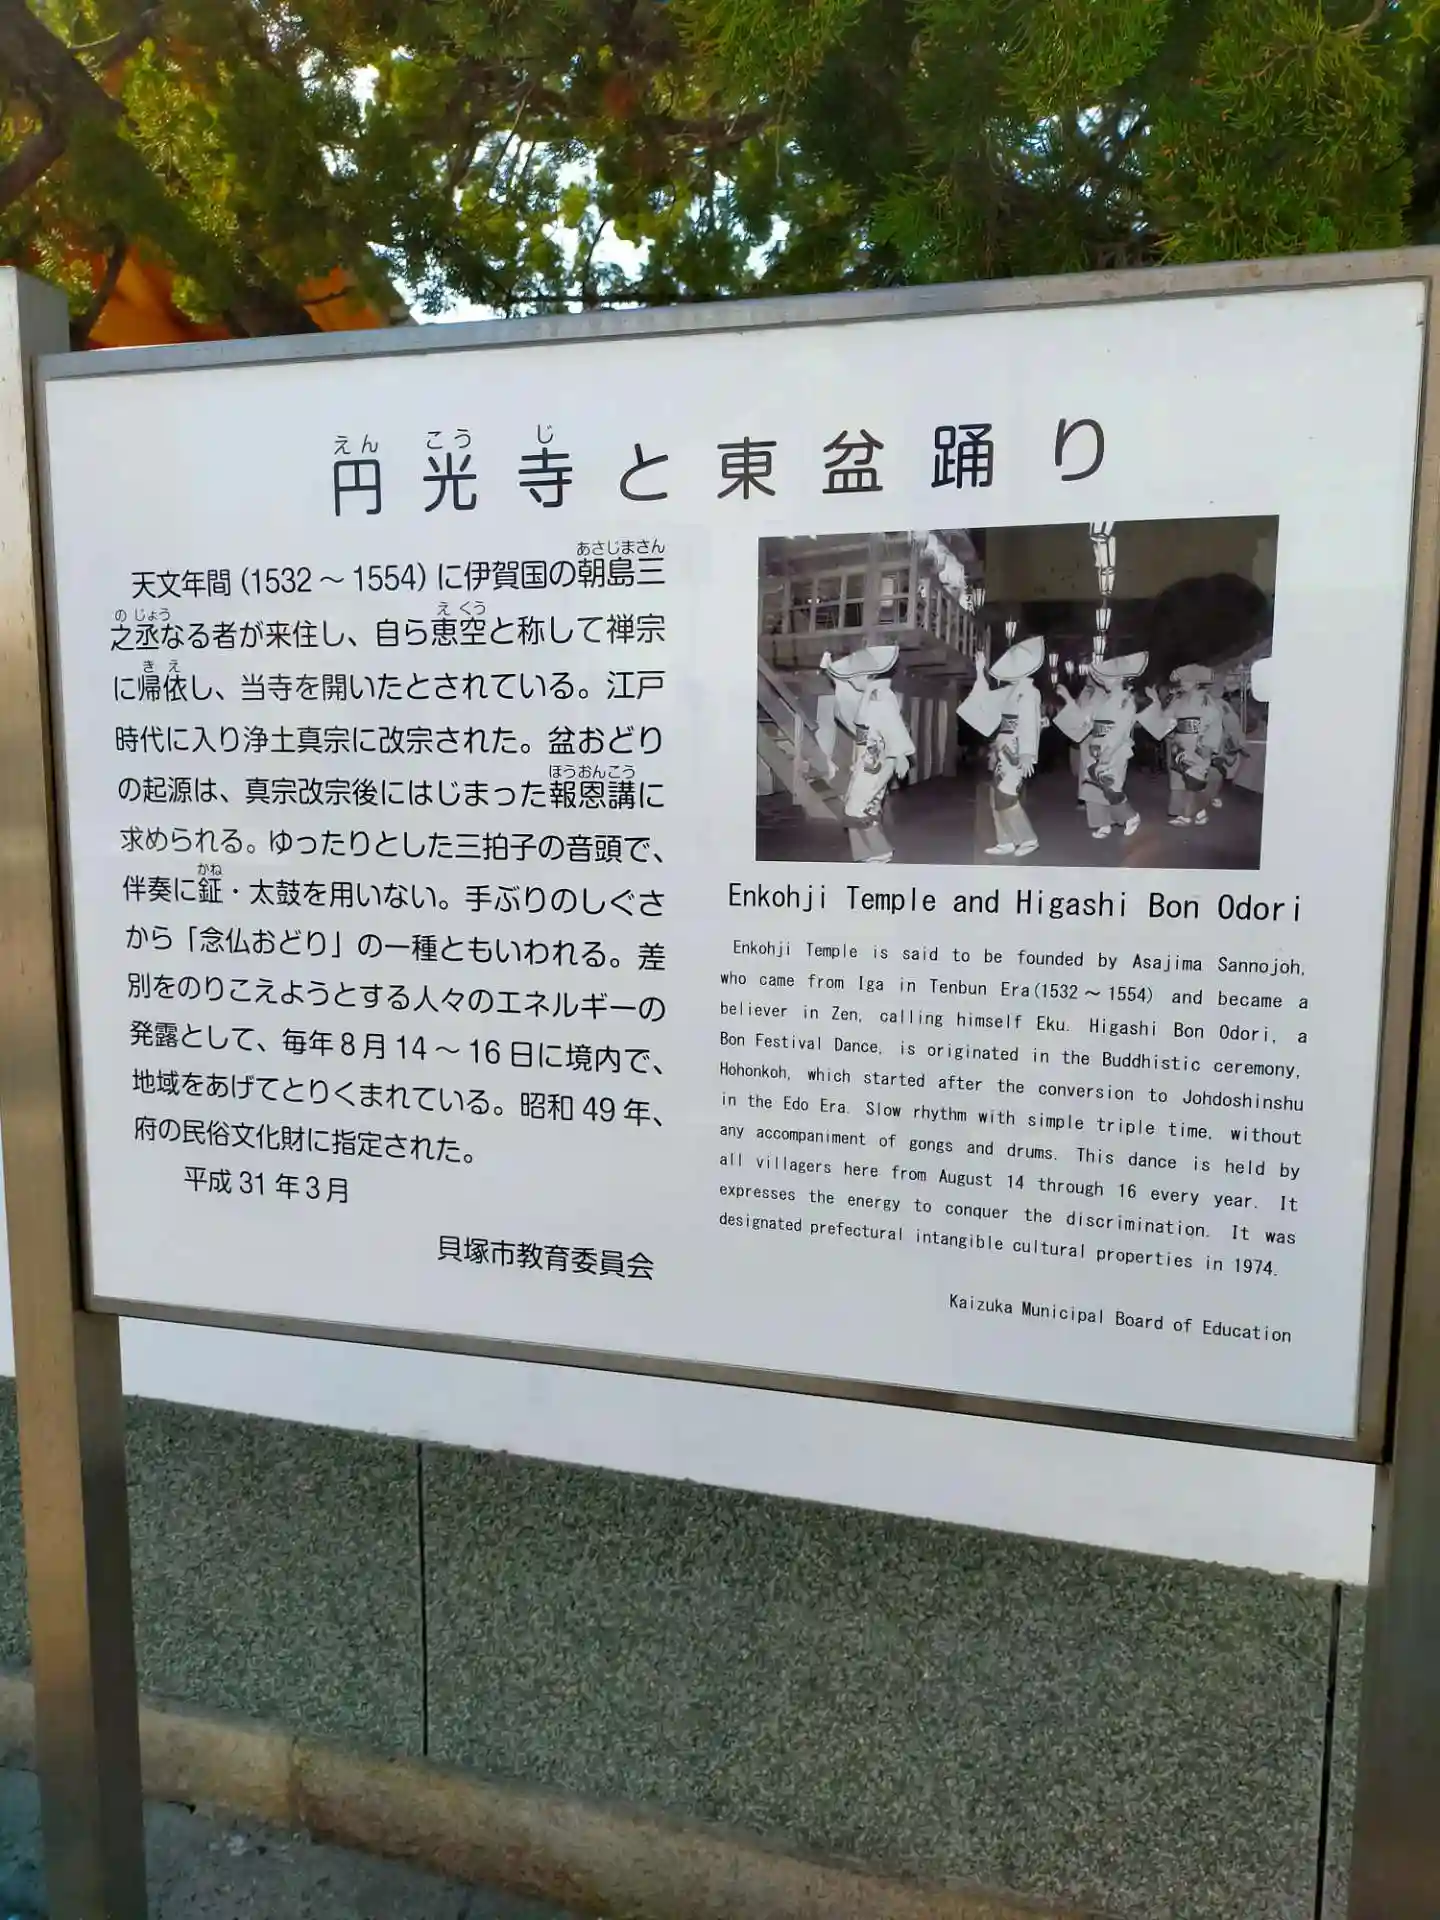 えん こう じ
円光寺と東盆踊り
あさじまさん
天文年間(1532～1554)に伊賀国の朝島三
の じょう え くう
之丞なる者が来住し、自ら恵空と称して禅宗
き え
に帰依し、当寺を開いたとされている。江戸
時代に入り浄土真宗に改宗された。盆おどり
ほうおんこう
の起源は、真宗改宗後にはじまった報恩講に
求められる。ゆったりとした三拍子の音頭で、
かね
伴奏に鉦・太鼓を用いない。手ぶりのしぐさ
から「念仏おどり」の一種ともいわれる。差
別をのりこえようとする人々のエネルギーの
発露として、毎年8月14～16日に境内で、
地域をあげてとりくまれている。昭和49年、
府の民俗文化財に指定された。
平成31年3月
貝塚市教育委員会
Enkohji Temple and Higashi Bon Odori
Enkohji Temple is said to be founded by Asajima Sannojoh,
who came from Iga in Tenbun Era(1532～1554) and became a
believer in Zen, calling himself Eku. Higashi Bon Odori, a
Bon Festival Dance, is originated in the Buddhistic ceremony,
Hohonkoh, which started after the conversion to Johdoshinshu
in the Edo Era. Slow rhythm with simple triple time, without
any accompaniment of gongs and drums. This dance is held by
all villagers here from August 14 through 16 every year. It
expresses the energy to conquer the discrimination. It was
designated prefectural intangible cultural properties in 1974.
Kaizuka Municipal Board of Education